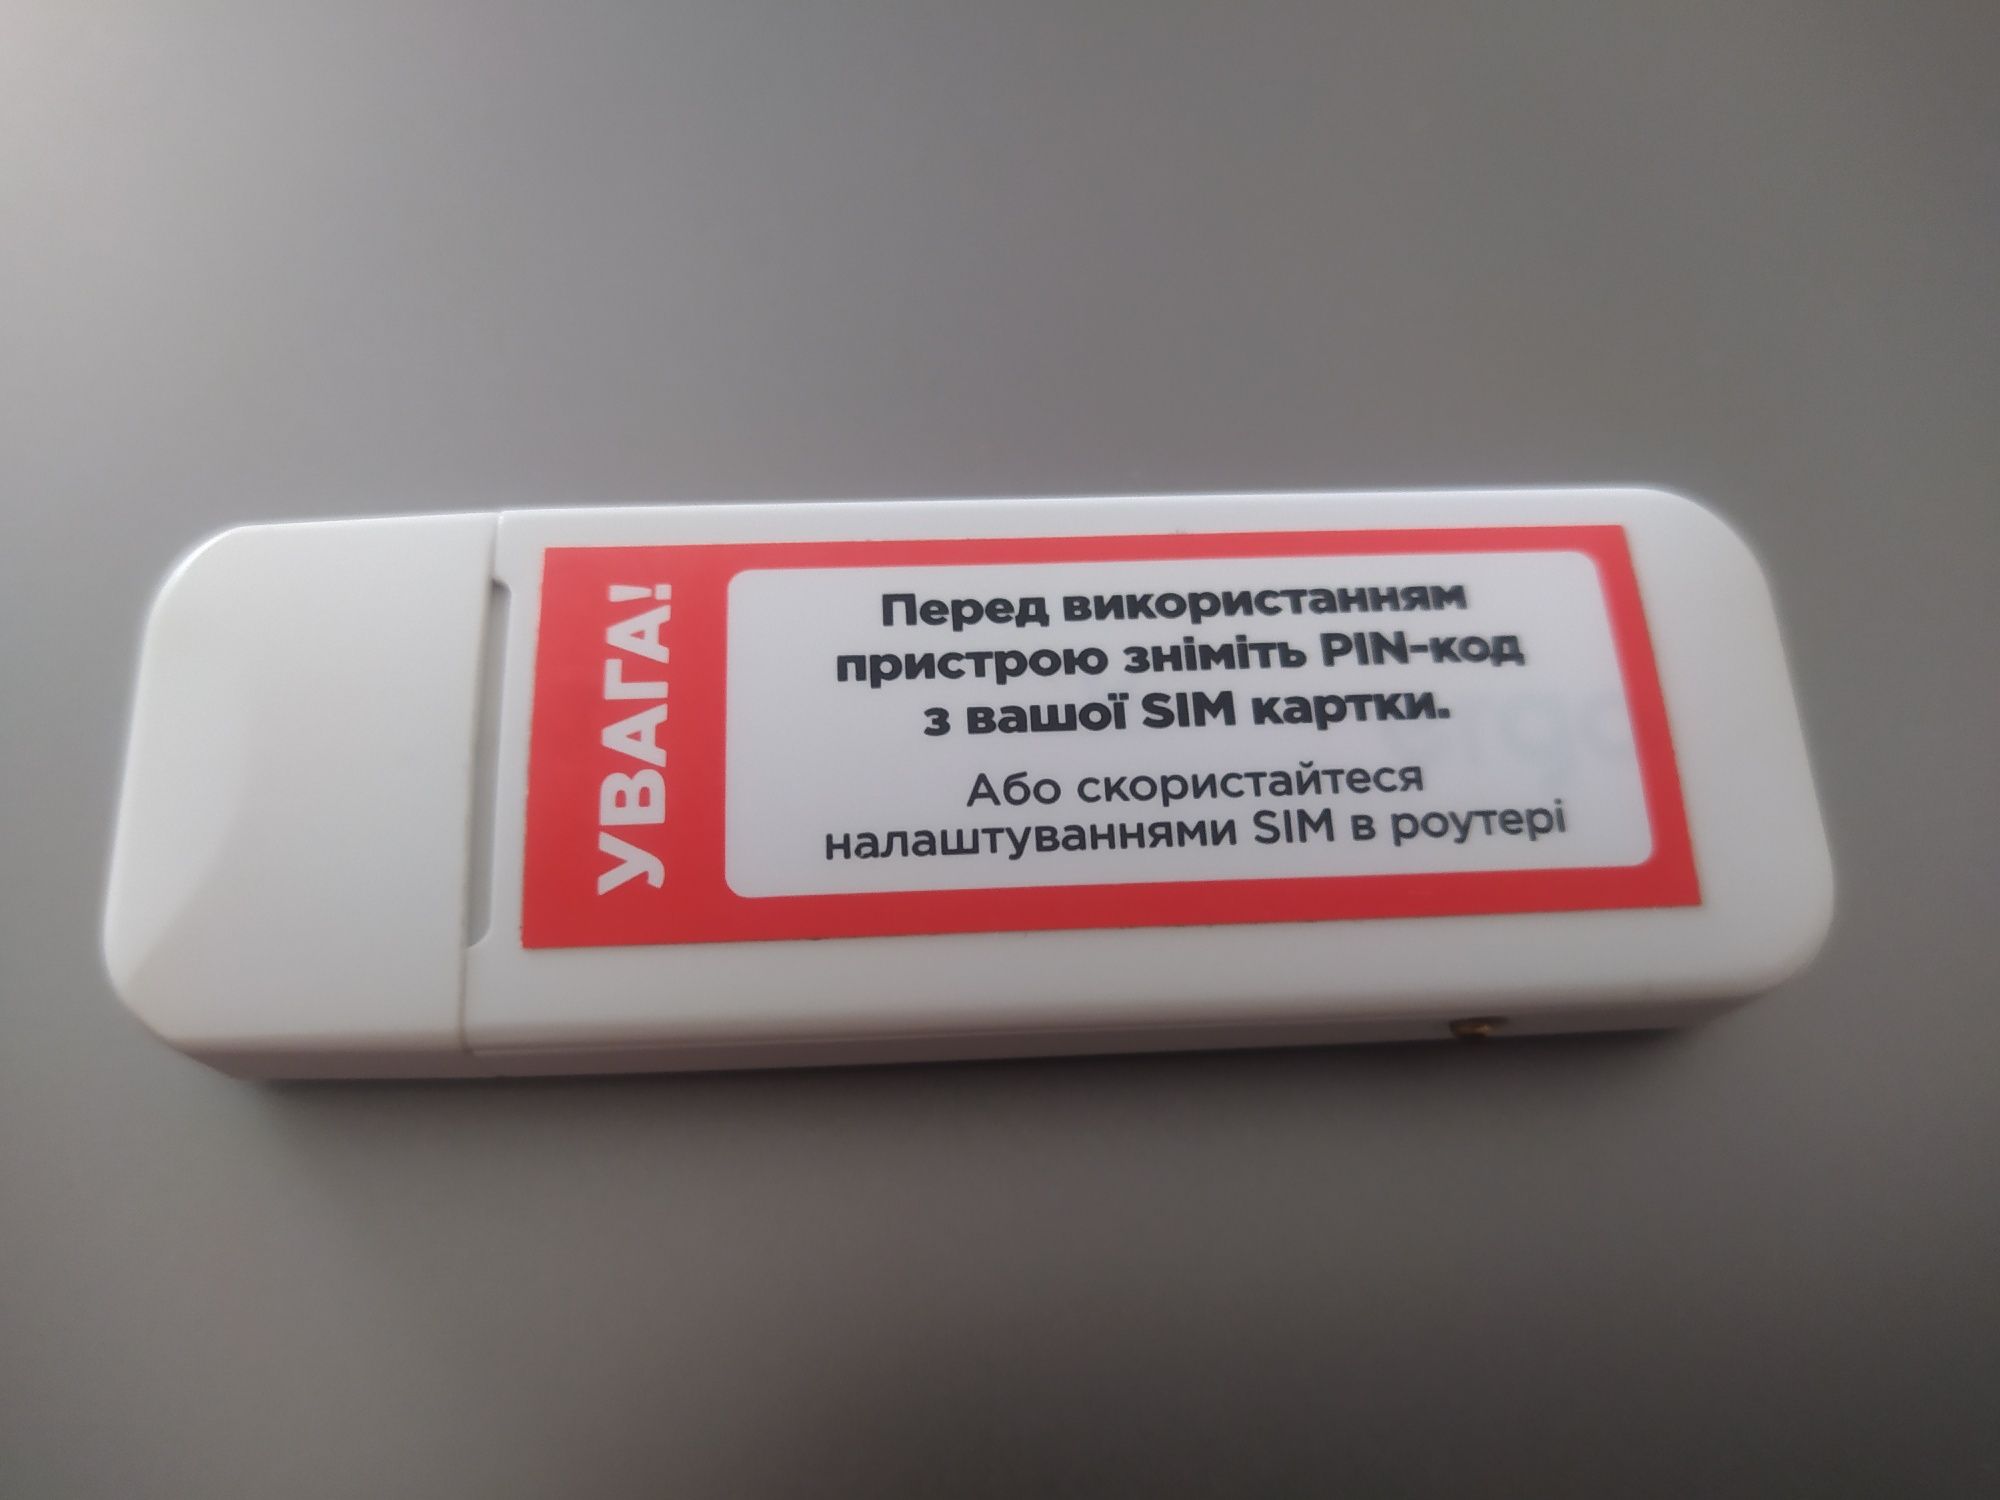 УВАГА!
Перед використанням
пристрою зніміть PIN-код
з вашої SIM картки.
Або скористайтеся
налаштуваннями SIM в роутері